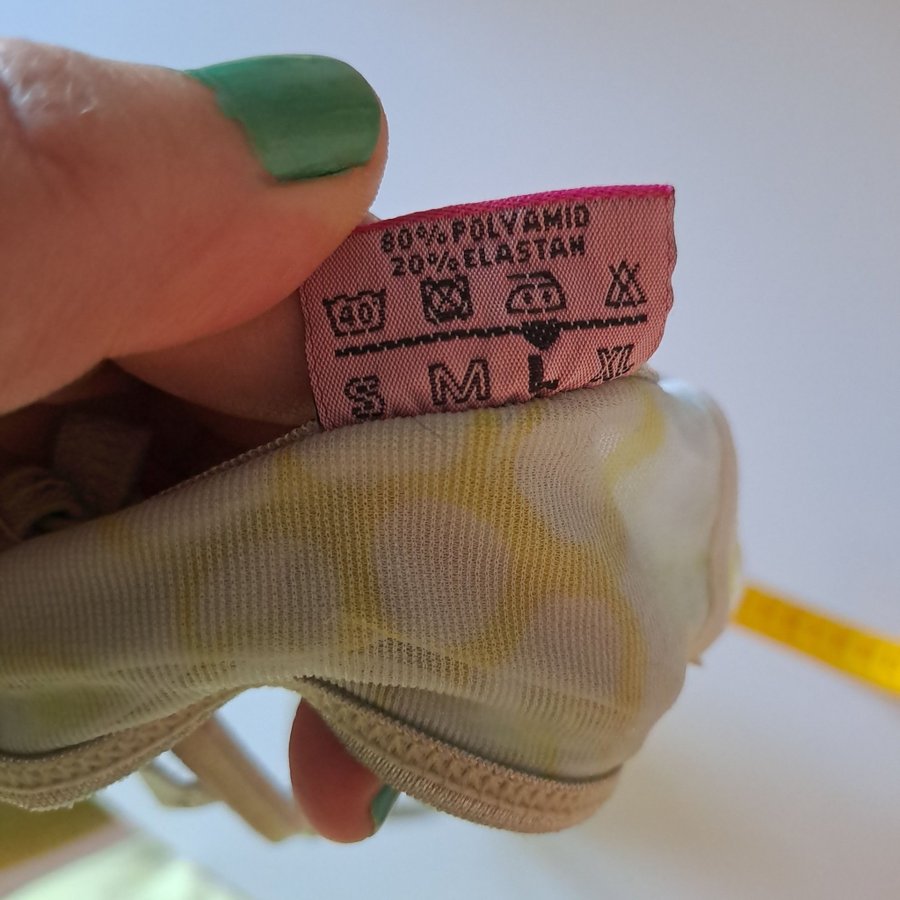 80% POLYAMID
20% ELASTAN
40
S M L XL